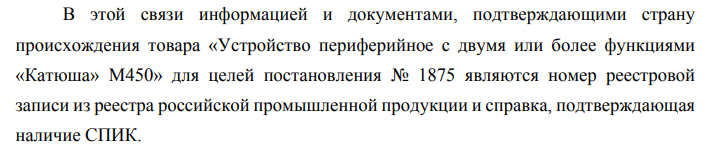 В этой связи информацией и документами, подтверждающими страну
происхождения товара «Устройство периферийное с двумя или более функциями
«Катюша» М450» для целей постановления № 1875 являются номер реестровой
записи из реестра российской промышленной продукции и справка, подтверждающая
наличие СПИК.